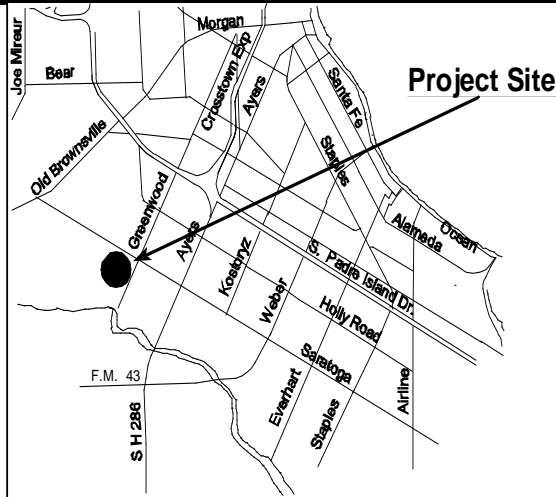 Morgan
Joe Mireur
Bear
Crosstown Exp
Ayers
Santa Fe
Project Site
Old Brownsville
Staples
Greenwood
Ayers
Alameda
Ocean
Kostoryz
S. Padre Island Dr.
Weber
Holly Road
Saratoga
F.M. 43
Everhart
Staples
Airline
S H 286